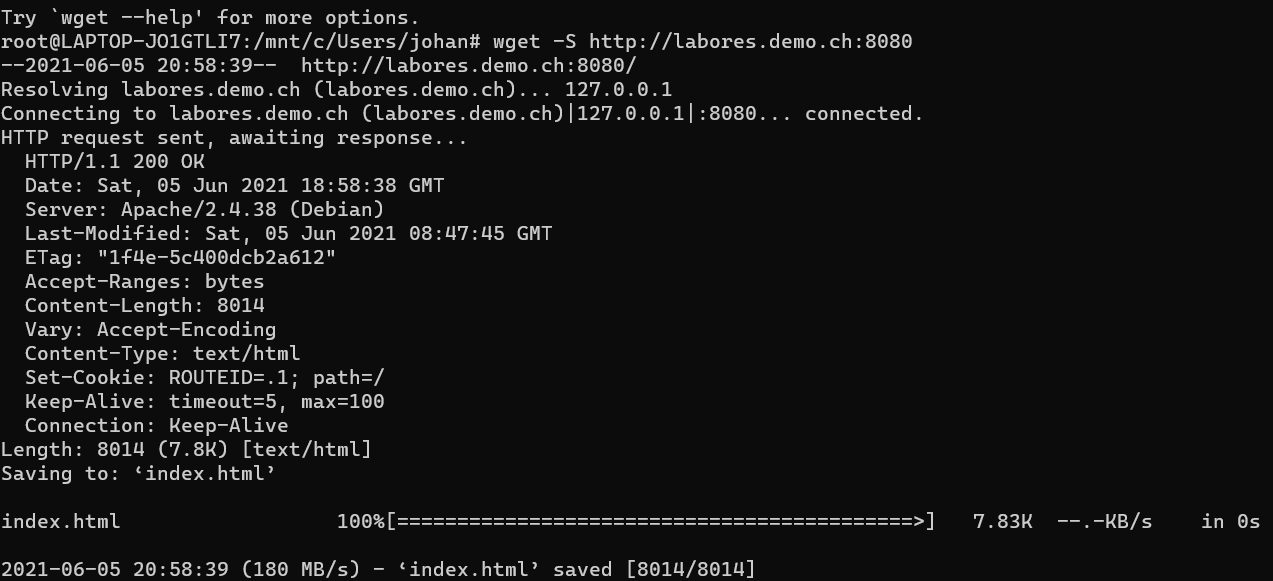 Try `wget --help' for more options.
root@LAPTOP-JO1GTLI7:/mnt/c/Users/johan# wget -S http://labores.demo.ch:8080
--2021-06-05 20:58:39--  http://labores.demo.ch:8080/
Resolving labores.demo.ch (labores.demo.ch)... 127.0.0.1
Connecting to labores.demo.ch (labores.demo.ch)|127.0.0.1|:8080... connected.
HTTP request sent, awaiting response...
  HTTP/1.1 200 OK
  Date: Sat, 05 Jun 2021 18:58:38 GMT
  Server: Apache/2.4.38 (Debian)
  Last-Modified: Sat, 05 Jun 2021 08:47:45 GMT
  ETag: "1f4e-5c400dcb2a612"
  Accept-Ranges: bytes
  Content-Length: 8014
  Vary: Accept-Encoding
  Content-Type: text/html
  Set-Cookie: ROUTEID=.1; path=/
  Keep-Alive: timeout=5, max=100
  Connection: Keep-Alive
Length: 8014 (7.8K) [text/html]
Saving to: ‘index.html’
index.html                  100%[===========================================>]   7.83K  --.-KB/s    in 0s
2021-06-05 20:58:39 (180 MB/s) - ‘index.html’ saved [8014/8014]